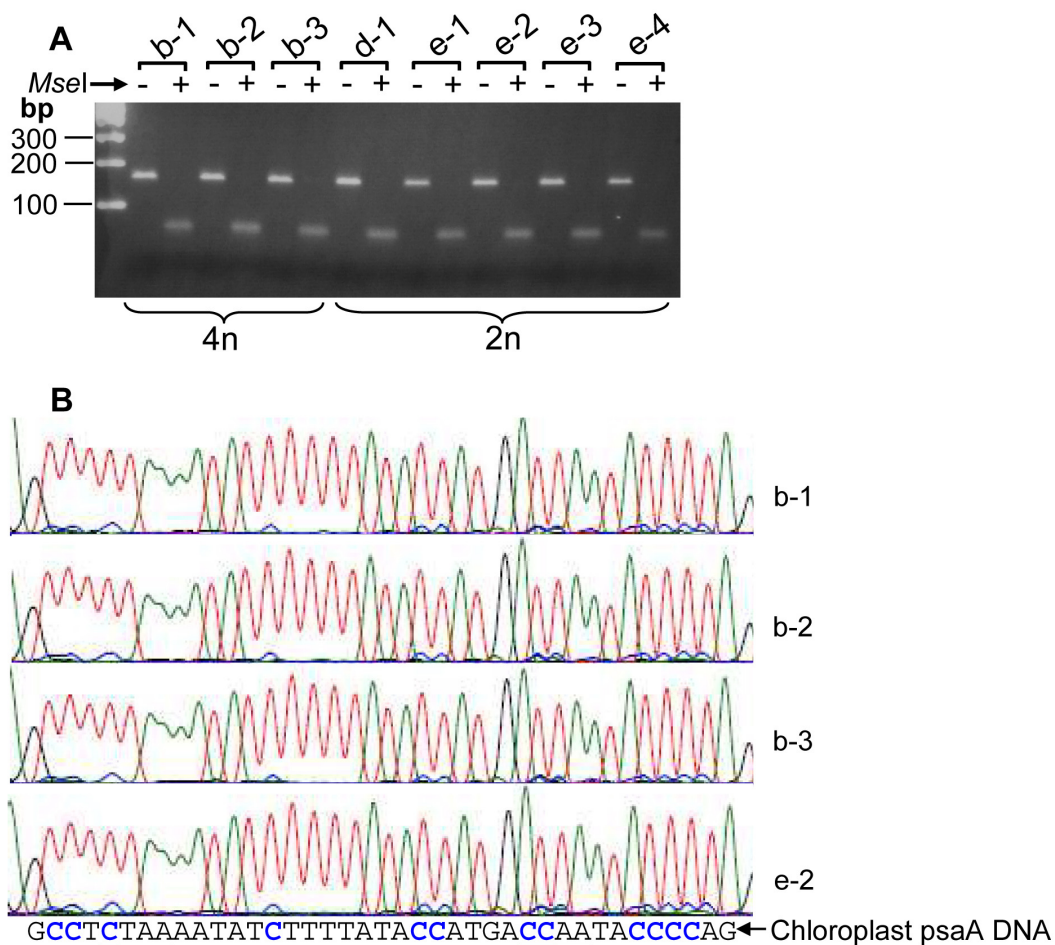 A
b-1 b-2 b-3 d-1 e-1 e-2 e-3 e-4
MseI - + - + - + - + - + - + - + - +
bp
300
200
100
4n 2n
B
b-1
b-2
b-3
e-2
GCCTCTAAAATATCTTTTATACCATGACCAATACCCCAG Chloroplast psaA DNA